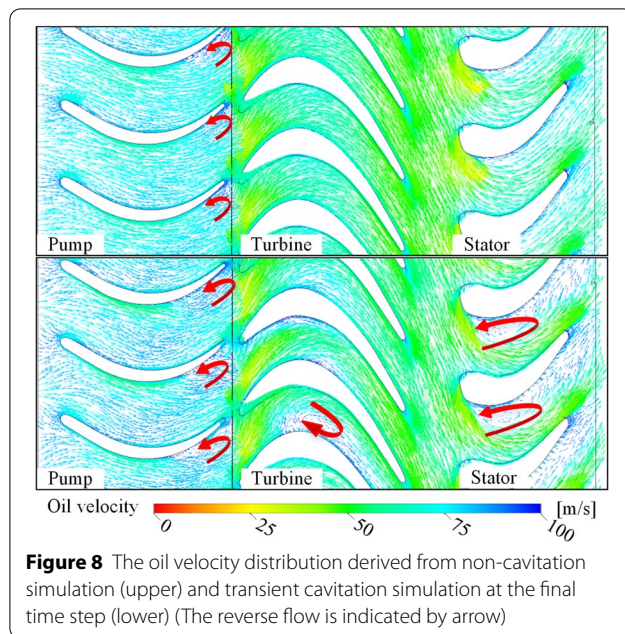 Pump Turbine Stator
Pump Turbine Stator
Oil velocity [m/s]
0 25 50 75 100
Figure 8 The oil velocity distribution derived from non-cavitation
simulation (upper) and transient cavitation simulation at the final
time step (lower) (The reverse flow is indicated by arrow)